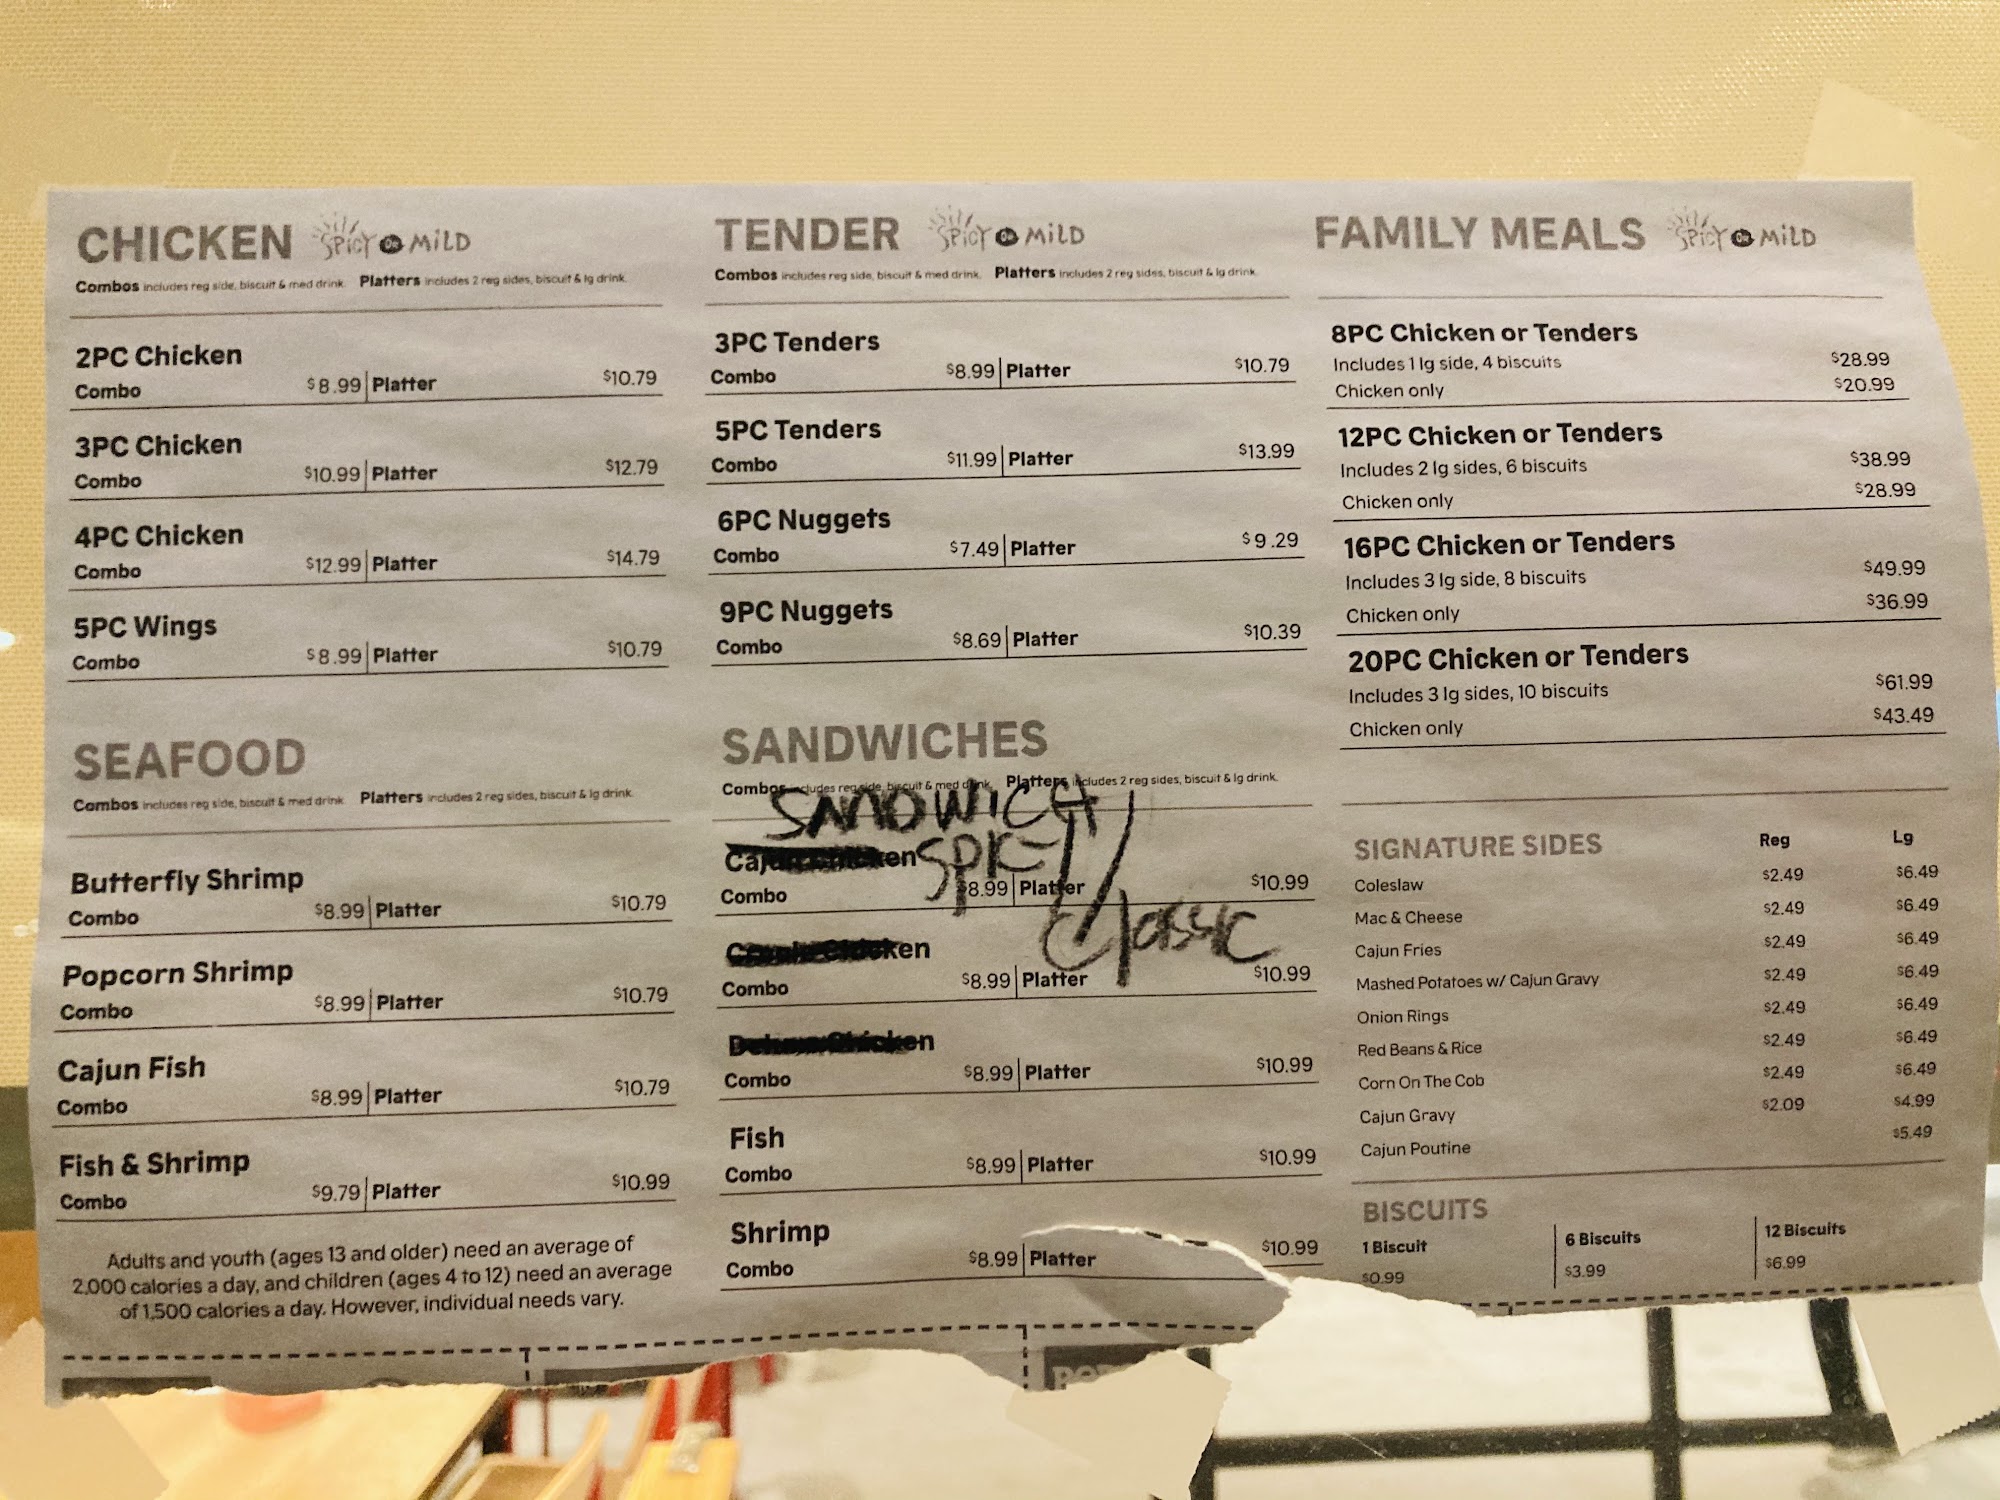 CHICKEN SPICY OR MILD
Combos includes reg side, biscuit & med drink. Platters includes 2 reg sides, biscuit & lg drink.
2PC Chicken
Combo $8.99 Platter $10.79
3PC Chicken
Combo $10.99 Platter $12.79
4PC Chicken
Combo $12.99 Platter $14.79
5PC Wings
Combo $8.99 Platter $10.79
SEAFOOD
Combos includes reg side, biscuit & med drink. Platters includes 2 reg sides, biscuit & lg drink.
Butterfly Shrimp
Combo $8.99 Platter $10.79
Popcorn Shrimp
Combo $8.99 Platter $10.79
Cajun Fish
Combo $8.99 Platter $10.79
Fish & Shrimp
Combo $9.79 Platter $10.99
Adults and youth (ages 13 and older) need an average of
2,000 calories a day, and children (ages 4 to 12) need an average
of 1,500 calories a day. However, individual needs vary.
TENDER SPICY OR MILD
Combos includes reg side, biscuit & med drink. Platters includes 2 reg sides, biscuit & lg drink.
3PC Tenders
Combo $8.99 Platter $10.79
5PC Tenders
Combo $11.99 Platter $13.99
6PC Nuggets
Combo $7.49 Platter $9.29
9PC Nuggets
Combo $8.69 Platter $10.39
SANDWICHES
Combos includes reg side, biscuit & med drink. Platters includes 2 reg sides, biscuit & lg drink.
SANDWICH
Cajun Chicken
Combo $8.99 Platter $10.99
Classic
Chicken
Combo $8.99 Platter $10.99
Chicken
Combo $8.99 Platter $10.99
Fish
Combo $8.99 Platter $10.99
Shrimp
Combo $8.99 Platter $10.99
FAMILY MEALS SPICY OR MILD
8PC Chicken or Tenders
Includes 1 lg side, 4 biscuits $28.99
Chicken only $20.99
12PC Chicken or Tenders
Includes 2 lg sides, 6 biscuits $38.99
Chicken only $28.99
16PC Chicken or Tenders
Includes 3 lg side, 8 biscuits $49.99
Chicken only $36.99
20PC Chicken or Tenders
Includes 3 lg sides, 10 biscuits $61.99
Chicken only $43.49
SIGNATURE SIDES Reg Lg
Coleslaw $2.49 $6.49
Mac & Cheese $2.49 $6.49
Cajun Fries $2.49 $6.49
Mashed Potatoes w/ Cajun Gravy $2.49 $6.49
Onion Rings $2.49 $6.49
Red Beans & Rice $2.49 $6.49
Corn On The Cob $2.49 $6.49
Cajun Gravy $2.09 $4.99
Cajun Poutine $5.49
BISCUITS
1 Biscuit 6 Biscuits 12 Biscuits
$0.99 $3.99 $6.99